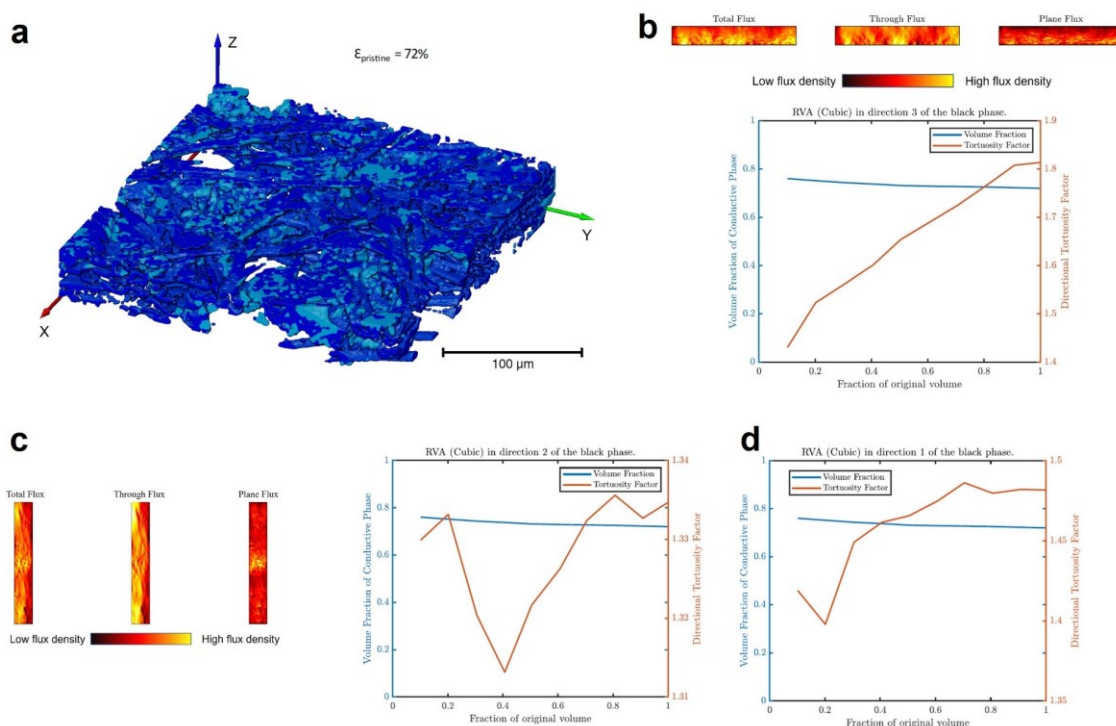 a
Z
Ɛpristine = 72%
Y
X
100 µm
b
Total Flux
Through Flux
Plane Flux
Low flux density
High flux density
RVA (Cubic) in direction 3 of the black phase.
Volume Fraction
Tortuosity Factor
Volume Fraction of Conductive Phase
1
0.8
0.6
0.4
0.2
0
Directional Tortuosity Factor
1.9
1.8
1.7
1.6
1.5
1.4
0 0.2 0.4 0.6 0.8 1
Fraction of original volume
c
Total Flux
Through Flux
Plane Flux
Low flux density
High flux density
RVA (Cubic) in direction 2 of the black phase.
Volume Fraction
Tortuosity Factor
Volume Fraction of Conductive Phase
1
0.8
0.6
0.4
0.2
0
Directional Tortuosity Factor
1.34
1.33
1.32
1.31
0 0.2 0.4 0.6 0.8 1
Fraction of original volume
d
RVA (Cubic) in direction 1 of the black phase.
Volume Fraction
Tortuosity Factor
Volume Fraction of Conductive Phase
1
0.8
0.6
0.4
0.2
0
Directional Tortuosity Factor
1.5
1.45
1.4
1.35
0 0.2 0.4 0.6 0.8 1
Fraction of original volume